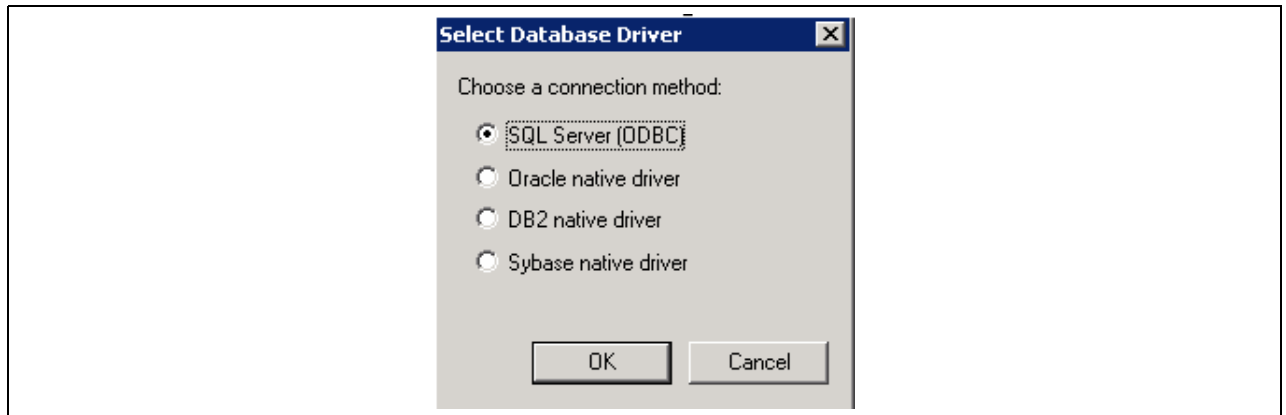 Select Database Driver
Choose a connection method:
SQL Server (ODBC)
Oracle native driver
DB2 native driver
Sybase native driver
OK Cancel